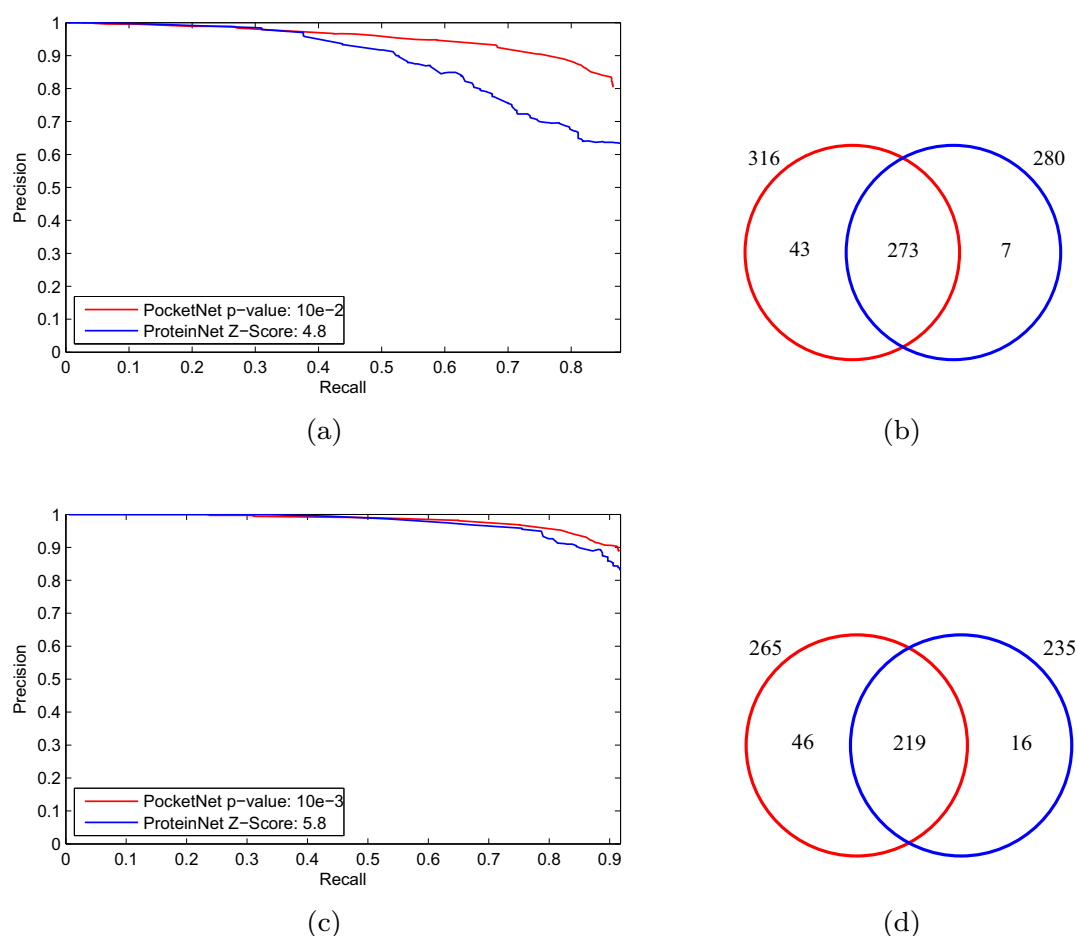 1
0.9
0.8
0.7
0.6
0.5
0.4
0.3
0.2
0.1
0
Precision
PocketNet p−value: 10e−2
ProteinNet Z−Score: 4.8
0 0.1 0.2 0.3 0.4 0.5 0.6 0.7 0.8
Recall
(a)
316 280
43 273 7
(b)
1
0.9
0.8
0.7
0.6
0.5
0.4
0.3
0.2
0.1
0
Precision
PocketNet p−value: 10e−3
ProteinNet Z−Score: 5.8
0 0.1 0.2 0.3 0.4 0.5 0.6 0.7 0.8 0.9
Recall
(c)
265 235
46 219 16
(d)